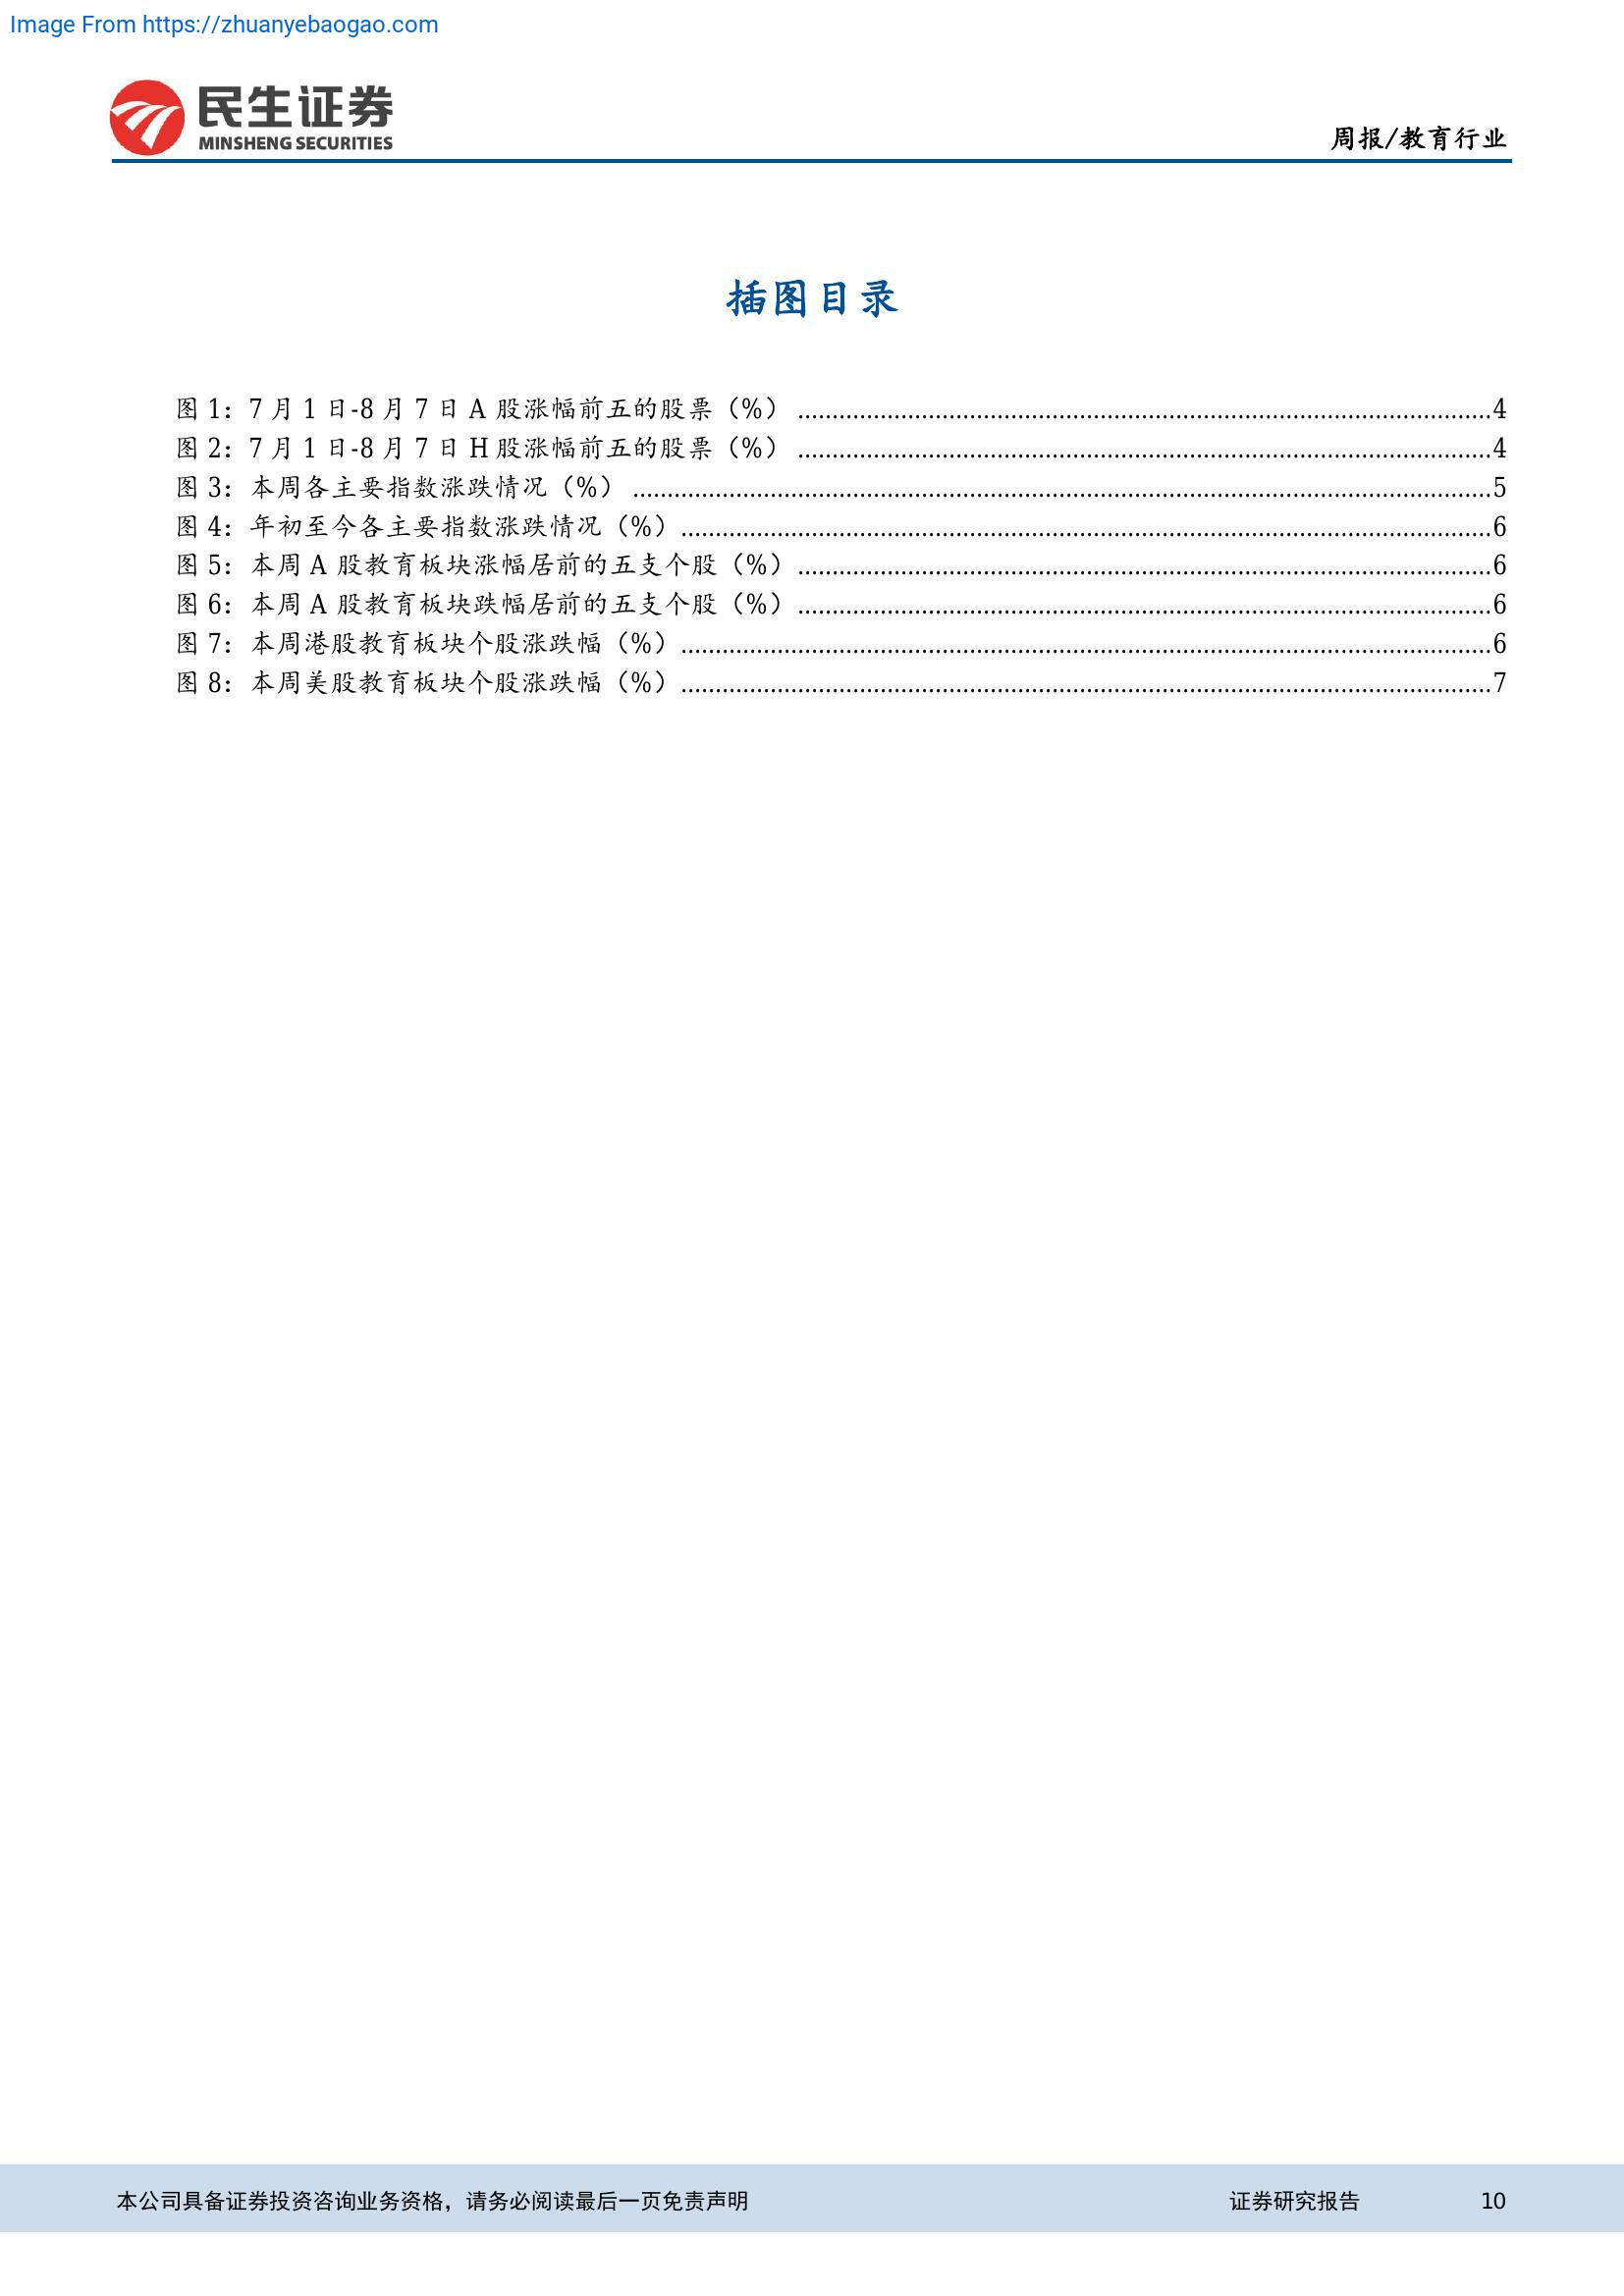 Image From https://zhuanyebaogao.com
民生证券
MINSHENG SECURITIES
周报/教育行业
插图目录
图 1：7 月 1 日-8 月 7 日 A 股涨幅前五的股票（%） ........................................................................................................4
图 2：7 月 1 日-8 月 7 日 H 股涨幅前五的股票（%） ........................................................................................................4
图 3：本周各主要指数涨跌情况（%） ................................................................................................................................5
图 4：年初至今各主要指数涨跌情况（%）.........................................................................................................................6
图 5：本周 A 股教育板块涨幅居前的五支个股（%）........................................................................................................6
图 6：本周 A 股教育板块跌幅居前的五支个股（%）........................................................................................................6
图 7：本周港股教育板块个股涨跌幅（%）.........................................................................................................................6
图 8：本周美股教育板块个股涨跌幅（%）.........................................................................................................................7
本公司具备证券投资咨询业务资格，请务必阅读最后一页免责声明 证券研究报告 10